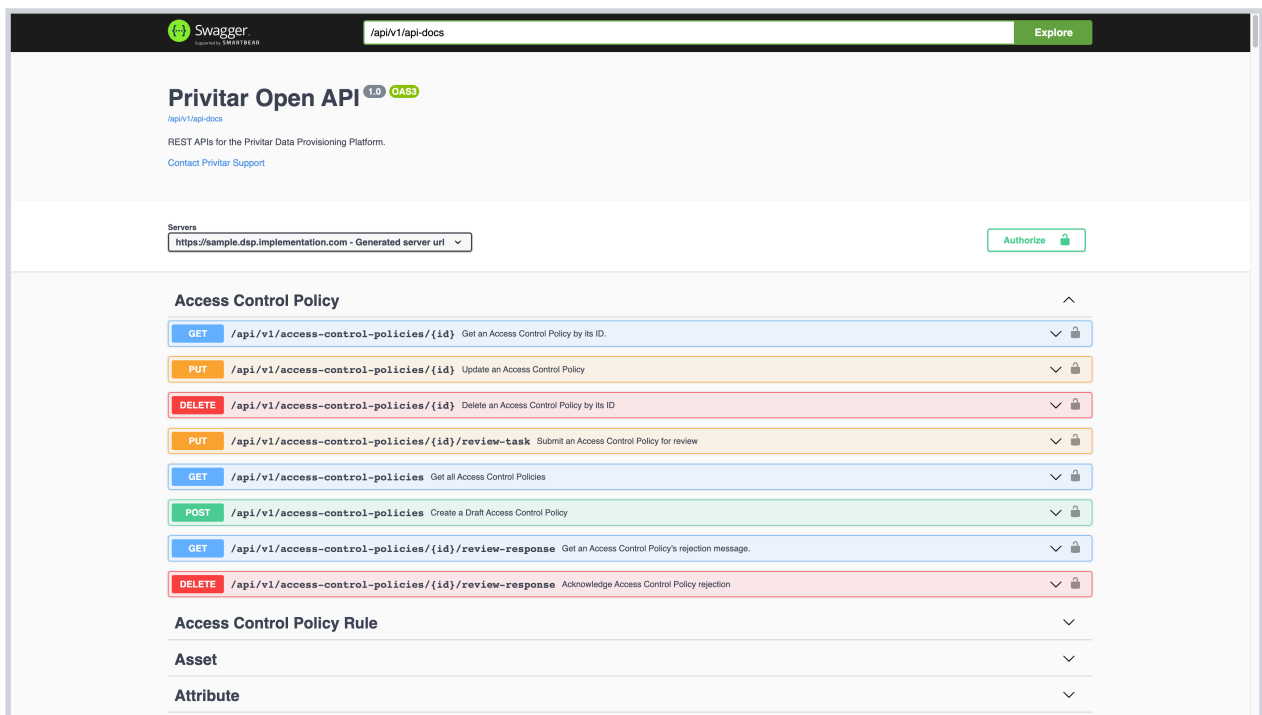 Swagger.
Supported by SMARTBEAR
/api/v1/api-docs
Explore
Privitar Open API 1.0 OAS3
/api/v1/api-docs
REST APIs for the Privitar Data Provisioning Platform.
Contact Privitar Support
Servers
https://sample.dsp.implementation.com - Generated server url
Authorize
Access Control Policy
GET /api/v1/access-control-policies/{id} Get an Access Control Policy by its ID.
PUT /api/v1/access-control-policies/{id} Update an Access Control Policy
DELETE /api/v1/access-control-policies/{id} Delete an Access Control Policy by its ID
PUT /api/v1/access-control-policies/{id}/review-task Submit an Access Control Policy for review
GET /api/v1/access-control-policies Get all Access Control Policies
POST /api/v1/access-control-policies Create a Draft Access Control Policy
GET /api/v1/access-control-policies/{id}/review-response Get an Access Control Policy's rejection message.
DELETE /api/v1/access-control-policies/{id}/review-response Acknowledge Access Control Policy rejection
Access Control Policy Rule
Asset
Attribute